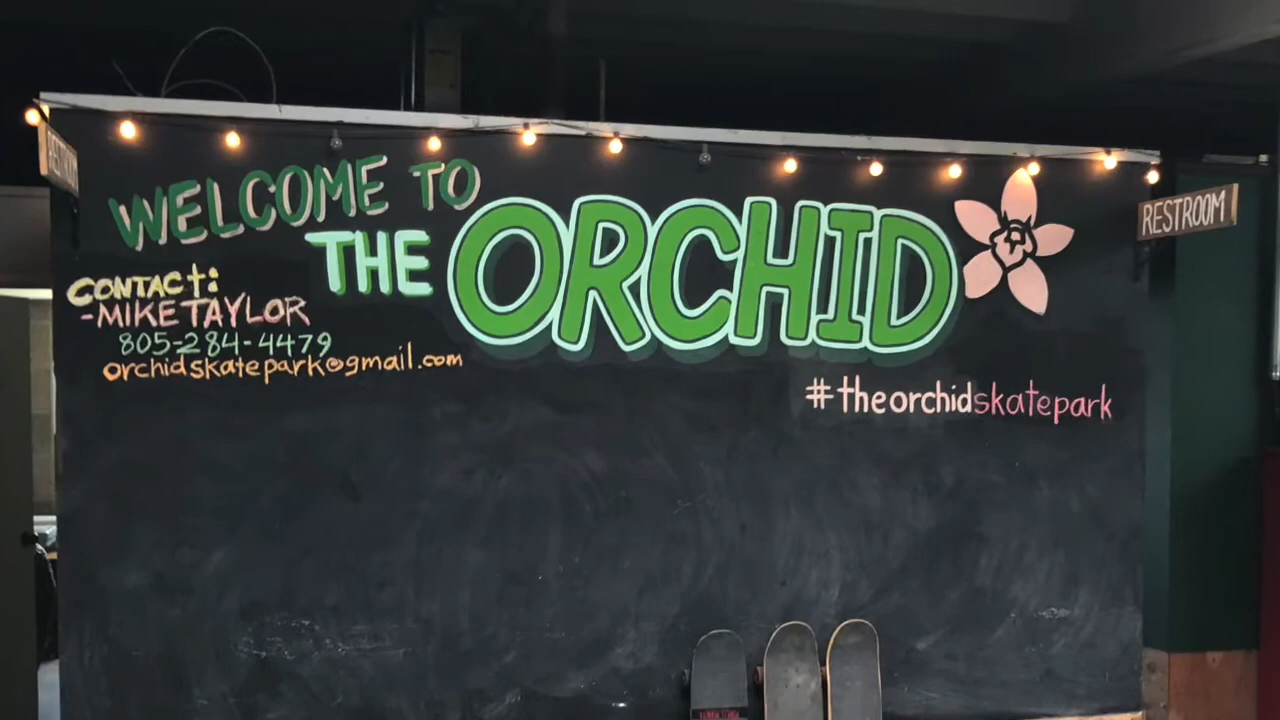 WELCOME TO
THE ORCHID
CONTACT:
-MIKE TAYLOR
805-284-4479
orchidskatepark@gmail.com
#theorchidskatepark
RESTROOM